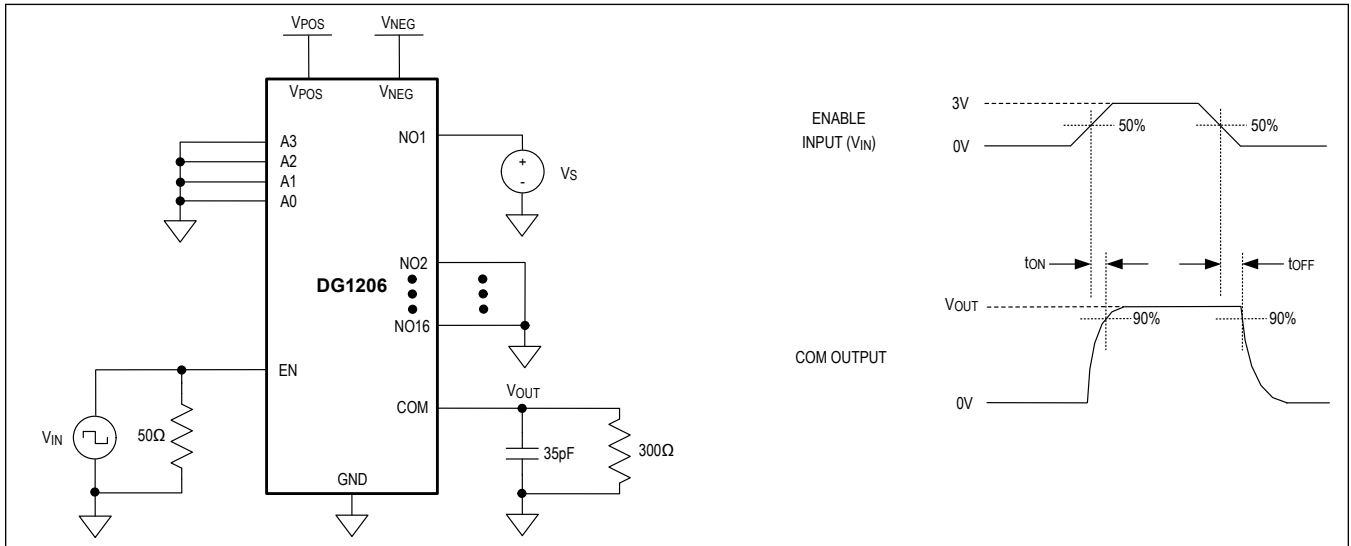 VPOS VNEG
VPOS VNEG
A3
A2
A1
A0
NO1
+
-
VS
DG1206
NO2
NO16
EN
COM
VOUT
VIN
50Ω
35pF
300Ω
GND
ENABLE
INPUT (VIN)
3V
0V
50%
50%
tON
tOFF
VOUT
90%
90%
COM OUTPUT
0V